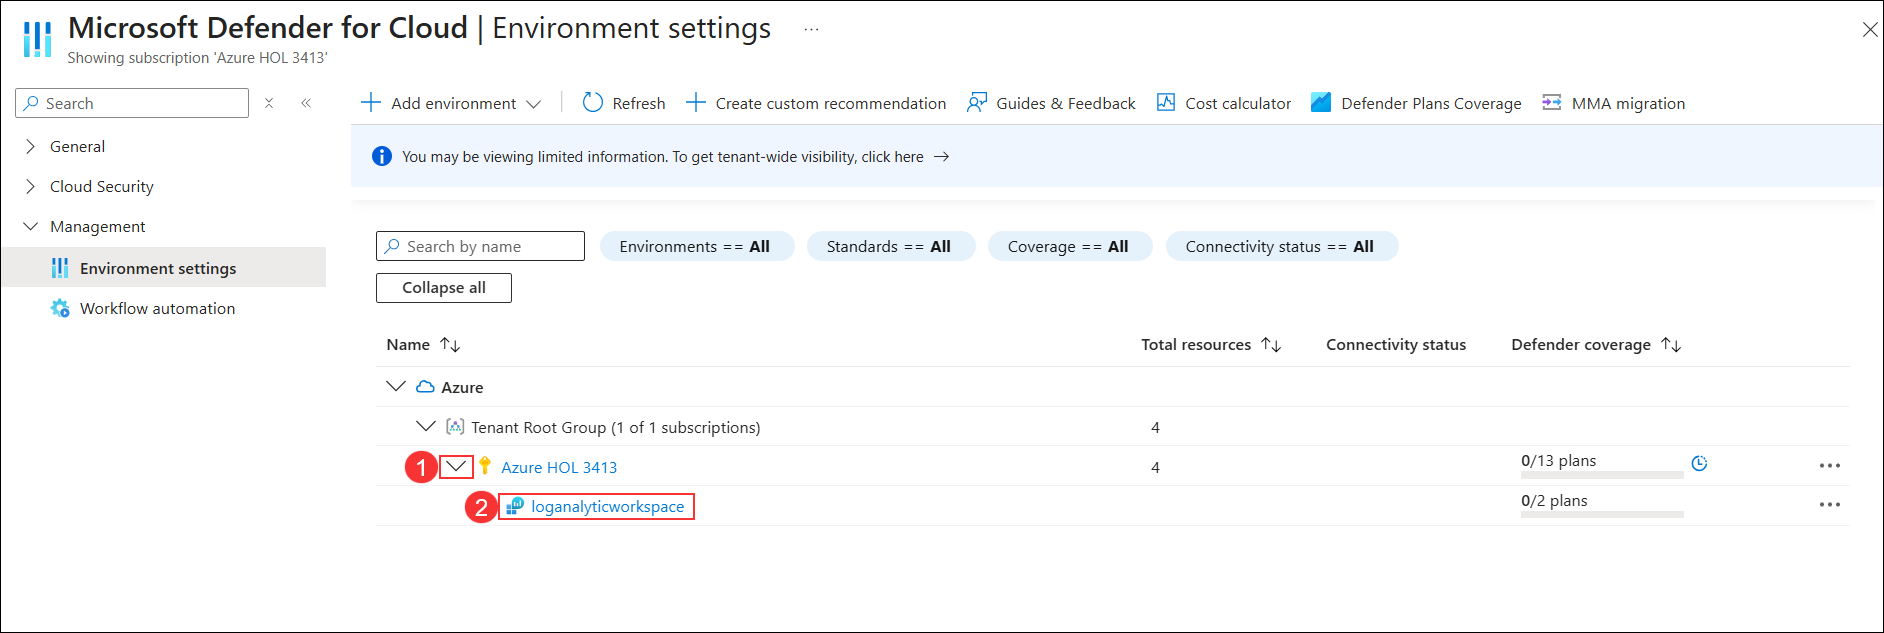 Microsoft Defender for Cloud | Environment settings ...
Showing subscription 'Azure HOL 3413'
Search
General
Cloud Security
Management
Environment settings
Workflow automation
Add environment
Refresh
Create custom recommendation
Guides & Feedback
Cost calculator
Defender Plans Coverage
MMA migration
You may be viewing limited information. To get tenant-wide visibility, click here →
Search by name
Environments == All
Standards == All
Coverage == All
Connectivity status == All
Collapse all
Name ↑↓ Total resources ↑↓ Connectivity status Defender coverage ↑↓
Azure
Tenant Root Group (1 of 1 subscriptions) 4
1 Azure HOL 3413 4 0/13 plans ...
2 loganalyticworkspace 0/2 plans ...